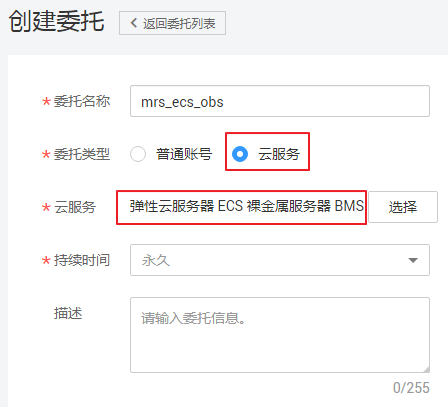 创建委托 返回委托列表
* 委托名称 mrs_ecs_obs
* 委托类型 普通账号 云服务
* 云服务 弹性云服务器 ECS 裸金属服务器 BMS 选择
* 持续时间 永久
描述 请输入委托信息。
0/255